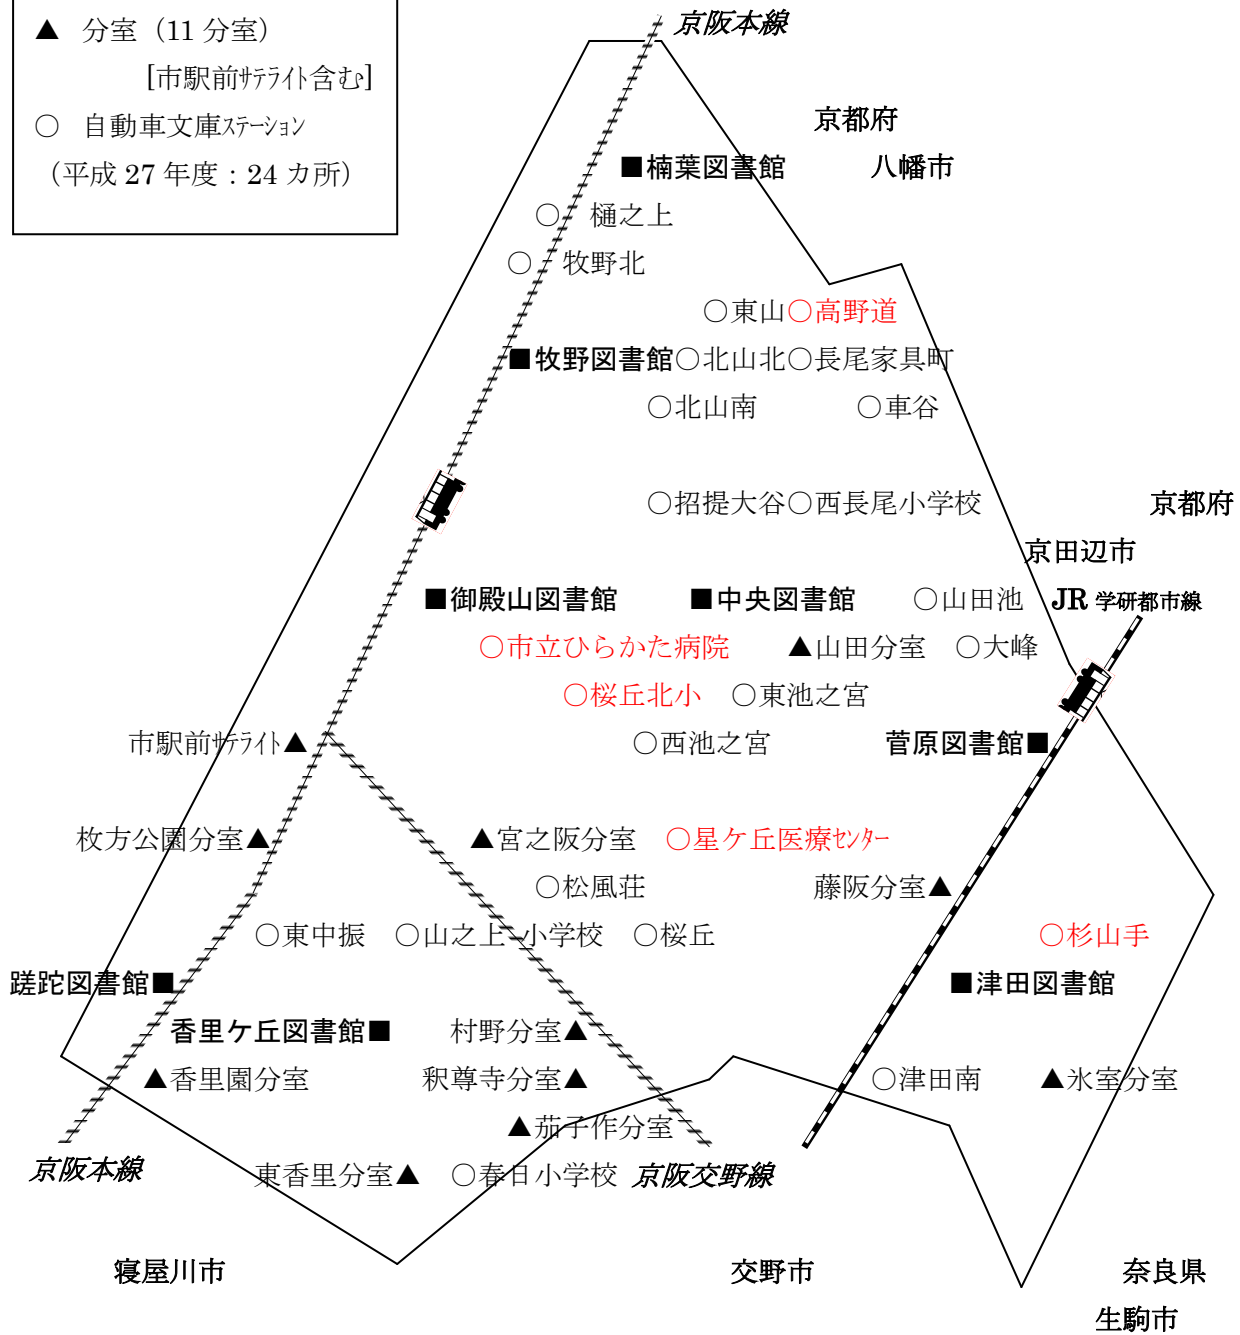 京阪本線
▲ 分室（11 分室）
[市駅前ｻﾃﾗｲﾄ含む]
○ 自動車文庫ｽﾃｰｼｮﾝ
（平成 27 年度：24 カ所）
京都府
■楠葉図書館 八幡市
○ 樋之上
○ 牧野北
○東山○高野道
■牧野図書館○北山北○長尾家具町
○北山南 ○車谷
○招提大谷○西長尾小学校 京都府
京田辺市
■御殿山図書館 ■中央図書館 ○山田池 JR 学研都市線
○市立ひらかた病院 ▲山田分室 ○大峰
○桜丘北小 ○東池之宮
市駅前ｻﾃﾗｲﾄ▲ ○西池之宮 菅原図書館■
枚方公園分室▲ ▲宮之阪分室 ○星ケ丘医療ｾﾝﾀｰ
○松風荘 藤阪分室▲
○東中振 ○山之上小学校 ○桜丘 ○杉山手
蹉跎図書館■ ■津田図書館
香里ケ丘図書館■ 村野分室▲
▲香里園分室 釈尊寺分室▲ ○津田南 ▲氷室分室
▲茄子作分室
京阪本線 東香里分室▲ ○春日小学校 京阪交野線
寝屋川市 交野市 奈良県
生駒市